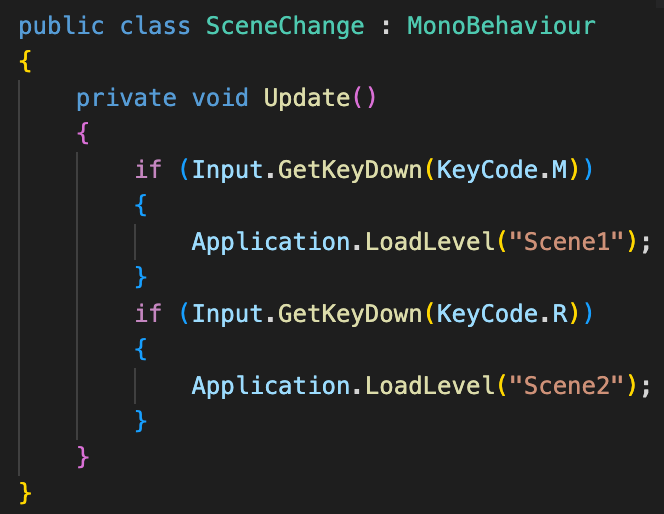 public class SceneChange : MonoBehaviour
{
    private void Update()
    {
        if (Input.GetKeyDown(KeyCode.M))
        {
            Application.LoadLevel("Scene1");
        }
        if (Input.GetKeyDown(KeyCode.R))
        {
            Application.LoadLevel("Scene2");
        }
    }
}